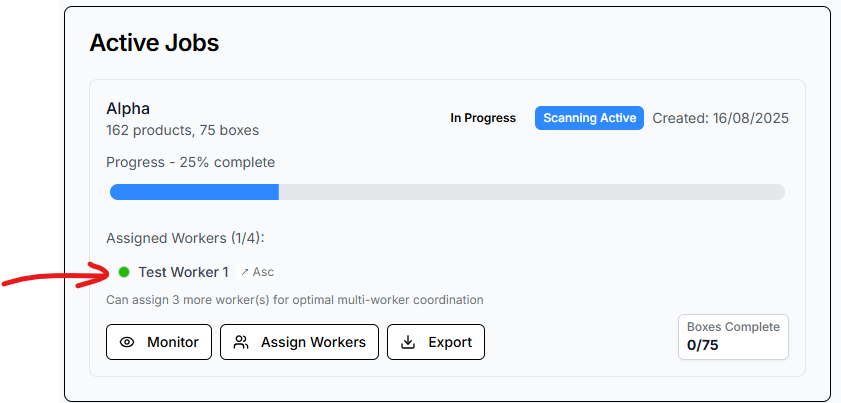 Active Jobs
Alpha
In Progress Scanning Active Created: 16/08/2025
162 products, 75 boxes
Progress - 25% complete
Assigned Workers (1/4):
Test Worker 1 ↗ Asc
Can assign 3 more worker(s) for optimal multi-worker coordination
Monitor Assign Workers Export
Boxes Complete
0/75